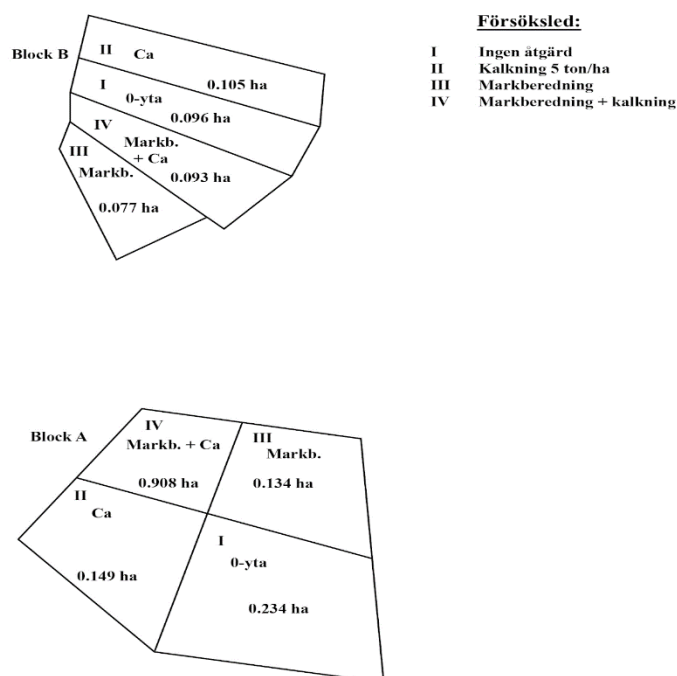 Försöksled:
I Ingen åtgärd
II Kalkning 5 ton/ha
III Markberedning
IV Markberedning + kalkning
Block B
II Ca
0.105 ha
I
0-yta
0.096 ha
IV
Markb.
+ Ca
0.093 ha
III
Markb.
0.077 ha
Block A
IV
Markb. + Ca
0.908 ha
III
Markb.
0.134 ha
II
Ca
0.149 ha
I
0-yta
0.234 ha